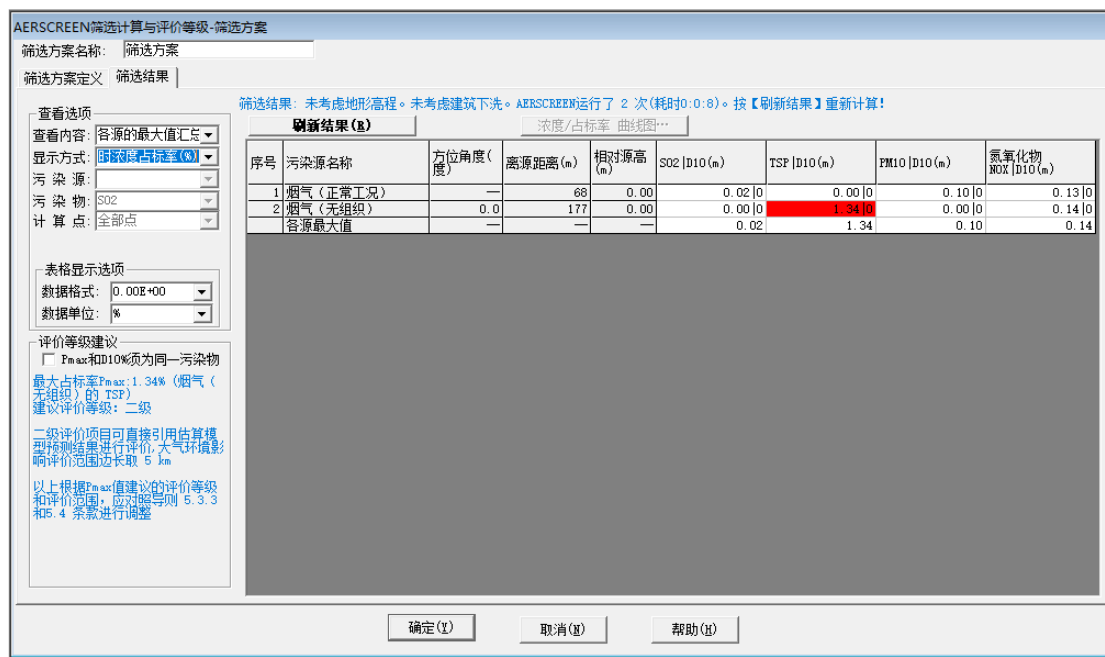 AERSCREEN筛选计算与评价等级-筛选方案
筛选方案名称: 筛选方案
筛选方案定义 筛选结果
查看选项
查看内容: 各源的最大值汇总
显示方式: 时浓度占标率(%)
污 染 源:
污 染 物: SO2
计 算 点: 全部点
表格显示选项
数据格式: 0.00E+00
数据单位: %
评价等级建议
Pmax和D10%须为同一污染物
最大占标率Pmax:1.34% (烟气(
无组织)的 TSP)
建议评价等级: 二级
二级评价项目可直接引用估算模
型预测结果进行评价,大气环境影
响评价范围边长取 5 km
以上根据Pmax值建议的评价等级
和评价范围, 应对照导则 5.3.3
和5.4 条款进行调整
筛选结果: 未考虑地形高程。未考虑建筑下洗。AERSCREEN运行了 2 次(耗时0:0:8)。按【刷新结果】重新计算!
刷新结果(R) 浓度/占标率 曲线图…
序号 污染源名称 方位角度(度) 离源距离(m) 相对源高(m) SO2|D10(m) TSP|D10(m) PM10|D10(m) 氮氧化物NOX|D10(m)
1 烟气(正常工况) — 68 0.00 0.02|0 0.00|0 0.10|0 0.13|0
2 烟气(无组织) 0.0 177 0.00 0.00|0 1.34|0 0.00|0 0.14|0
各源最大值 — — — 0.02 1.34 0.10 0.14
确定(Y) 取消(N) 帮助(H)